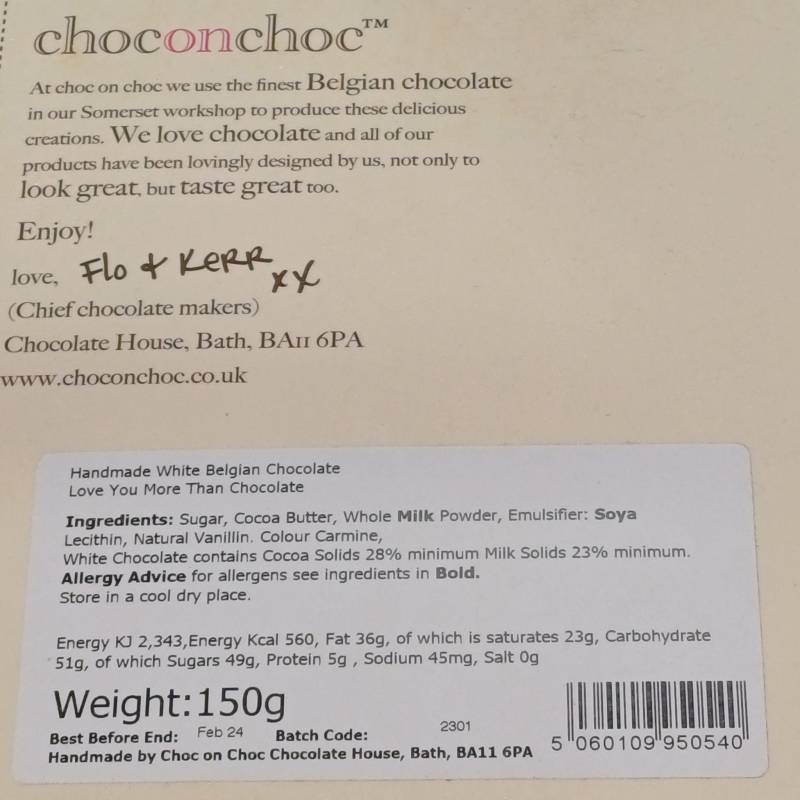 choconchoc™
At choc on choc we use the finest Belgian chocolate
in our Somerset workshop to produce these delicious
creations. We love chocolate and all of our
products have been lovingly designed by us, not only to
look great, but taste great too.
Enjoy!
love, Flo & Kerr xx
(Chief chocolate makers)
Chocolate House, Bath, BA11 6PA
www.choconchoc.co.uk
Handmade White Belgian Chocolate
Love You More Than Chocolate
Ingredients: Sugar, Cocoa Butter, Whole Milk Powder, Emulsifier: Soya
Lecithin, Natural Vanillin. Colour Carmine,
White Chocolate contains Cocoa Solids 28% minimum Milk Solids 23% minimum.
Allergy Advice for allergens see ingredients in Bold.
Store in a cool dry place.
Energy KJ 2,343,Energy Kcal 560, Fat 36g, of which is saturates 23g, Carbohydrate
51g, of which Sugars 49g, Protein 5g , Sodium 45mg, Salt 0g
Weight:150g
Best Before End: Feb 24 Batch Code: 2301
Handmade by Choc on Choc Chocolate House, Bath, BA11 6PA
5 060109 950540